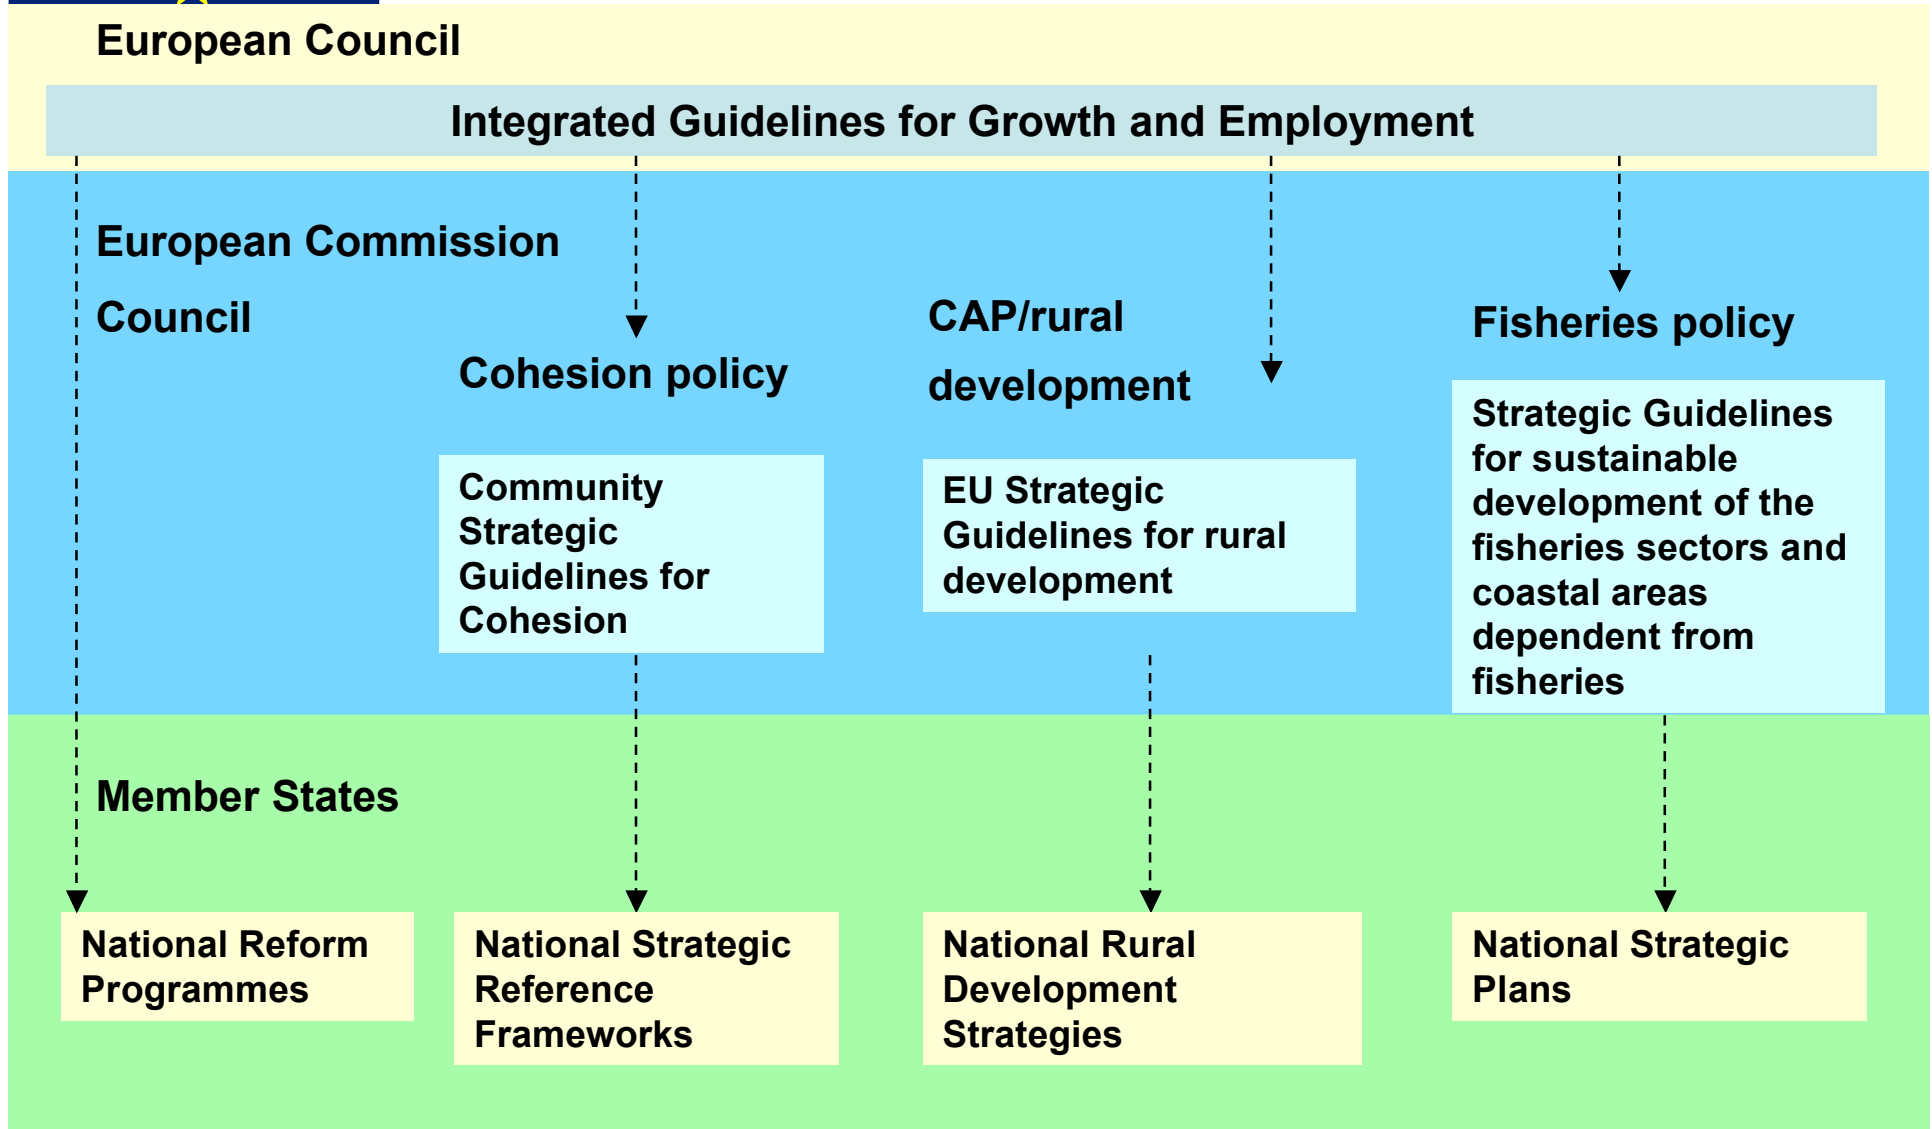 European Council
Integrated Guidelines for Growth and Employment
European Commission
Council
Cohesion policy
CAP/rural
development
Fisheries policy
Community
Strategic
Guidelines for
Cohesion
EU Strategic
Guidelines for rural
development
Strategic Guidelines
for sustainable
development of the
fisheries sectors and
coastal areas
dependent from
fisheries
Member States
National Reform
Programmes
National Strategic
Reference
Frameworks
National Rural
Development
Strategies
National Strategic
Plans